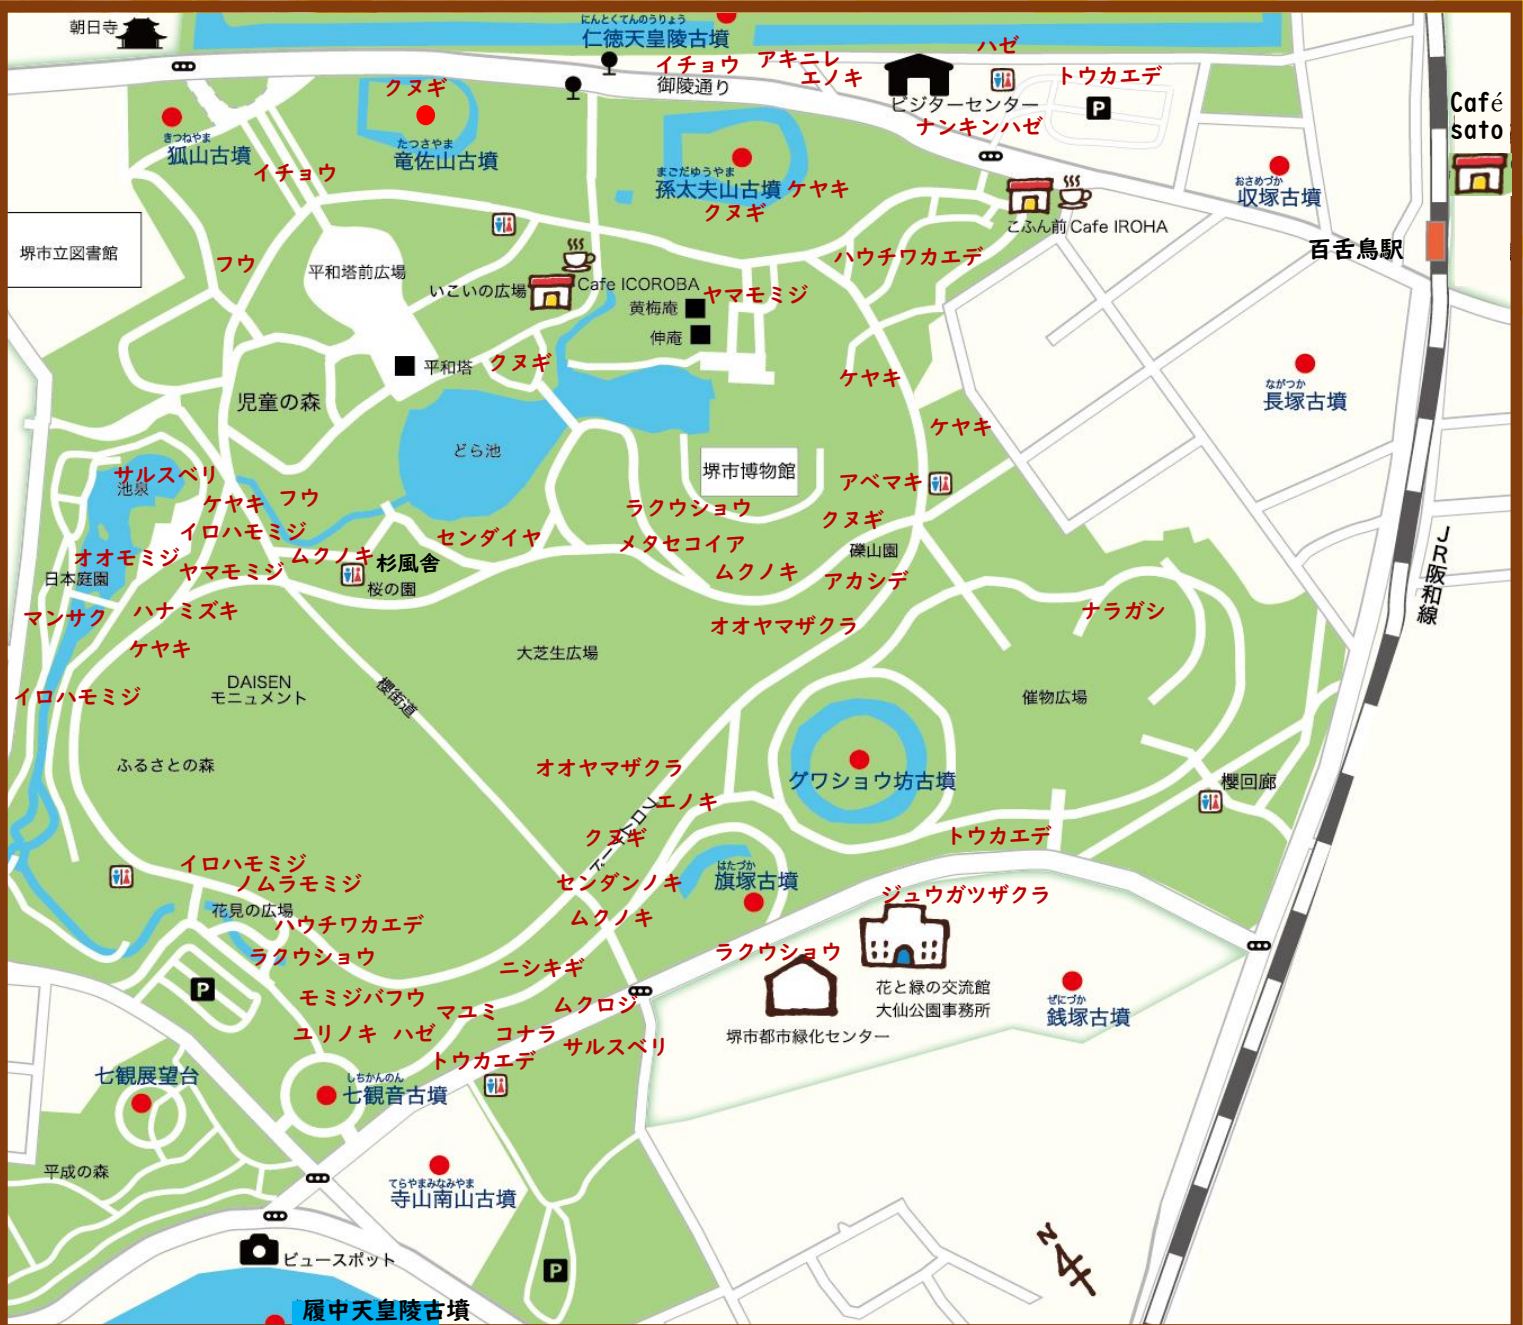 朝日寺
にんとくてんのうりょう
仁徳天皇陵古墳
イチョウ
御陵通り
アキニレ
エノキ
ハゼ
ビジターセンター
ナンキンハゼ
トウカエデ
P
Café
sato
クヌギ
きつねやま
狐山古墳
イチョウ
たつさやま
竜佐山古墳
まごだゆうやま
孫太夫山古墳
ケヤキ
クヌギ
おさめづか
収塚古墳
こふん前 Cafe IROHA
百舌鳥駅
堺市立図書館
フウ
平和塔前広場
いこいの広場
Cafe ICOROBA
黄梅庵
伸庵
ヤマモミジ
ハウチワカエデ
平和塔
クヌギ
ケヤキ
ながつか
長塚古墳
児童の森
どら池
ケヤキ
堺市博物館
アベマキ
サルスベリ
池泉
ケヤキ
フウ
イロハモミジ
ラクウショウ
クヌギ
オオモミジ
ヤマモミジ
ムクノキ
杉風舎
センダイヤ
メタセコイア
礫山園
日本庭園
桜の園
ムクノキ
アカシデ
JR阪和線
マンサク
ハナミズキ
ケヤキ
オオヤマザクラ
ナラガシ
大芝生広場
イロハモミジ
DAISEN
モニュメント
櫻街道
催物広場
ふるさとの森
オオヤマザクラ
グワショウ坊古墳
櫻回廊
エノキ
プロムナード
クヌギ
トウカエデ
イロハモミジ
ノムラモミジ
センダンノキ
はたづか
旗塚古墳
ジュウガツザクラ
花見の広場
ハウチワカエデ
ムクノキ
ラクウショウ
ニシキギ
ラクウショウ
P
モミジバフウ
マユミ
ムクロジ
花と緑の交流館
大仙公園事務所
ぜにづか
銭塚古墳
ユリノキ
ハゼ
コナラ
サルスベリ
堺市都市緑化センター
トウカエデ
七観展望台
しちかんのん
七観音古墳
平成の森
てらやまみなみやま
寺山南山古墳
ビュースポット
P
N
履中天皇陵古墳